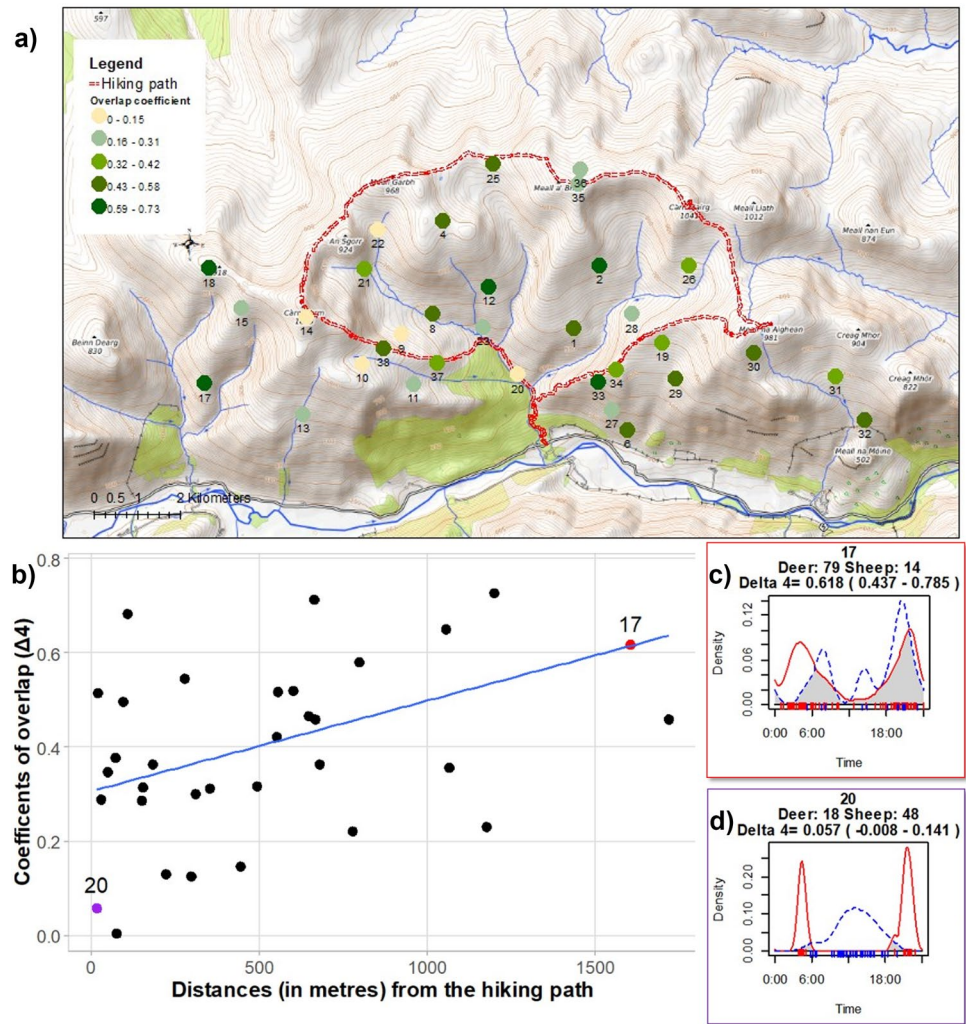 a)
597
Legend
Hiking path
Overlap coefficient
0 - 0.15
0.16 - 0.31
0.32 - 0.42
0.43 - 0.58
0.59 - 0.73
25
36
35
968
Meall Liath
1012
4
22
An Sgorr
924
Meall nan Eun
874
18
21
2
26
12
15
14
8
28
23
1
Beinn Dearg
830
9
38
19
981
Creag Mhor
904
10
37
30
17
11
20
34
33
29
31
Creag Mhór
822
13
27
6
32
Meall na Mòine
502
0 0.5 1 2 Kilometers
b)
Coefficents of overlap (Δ4)
0.8
0.6
0.4
0.2
0.0
17
20
0 500 1000 1500
Distances (in metres) from the hiking path
c)
17
Deer: 79 Sheep: 14
Delta 4= 0.618 ( 0.437 - 0.785 )
Density
0.12
0.06
0.00
0:00 6:00 18:00
Time
d)
20
Deer: 18 Sheep: 48
Delta 4= 0.057 ( -0.008 - 0.141 )
Density
0.20
0.10
0.00
0:00 6:00 18:00
Time